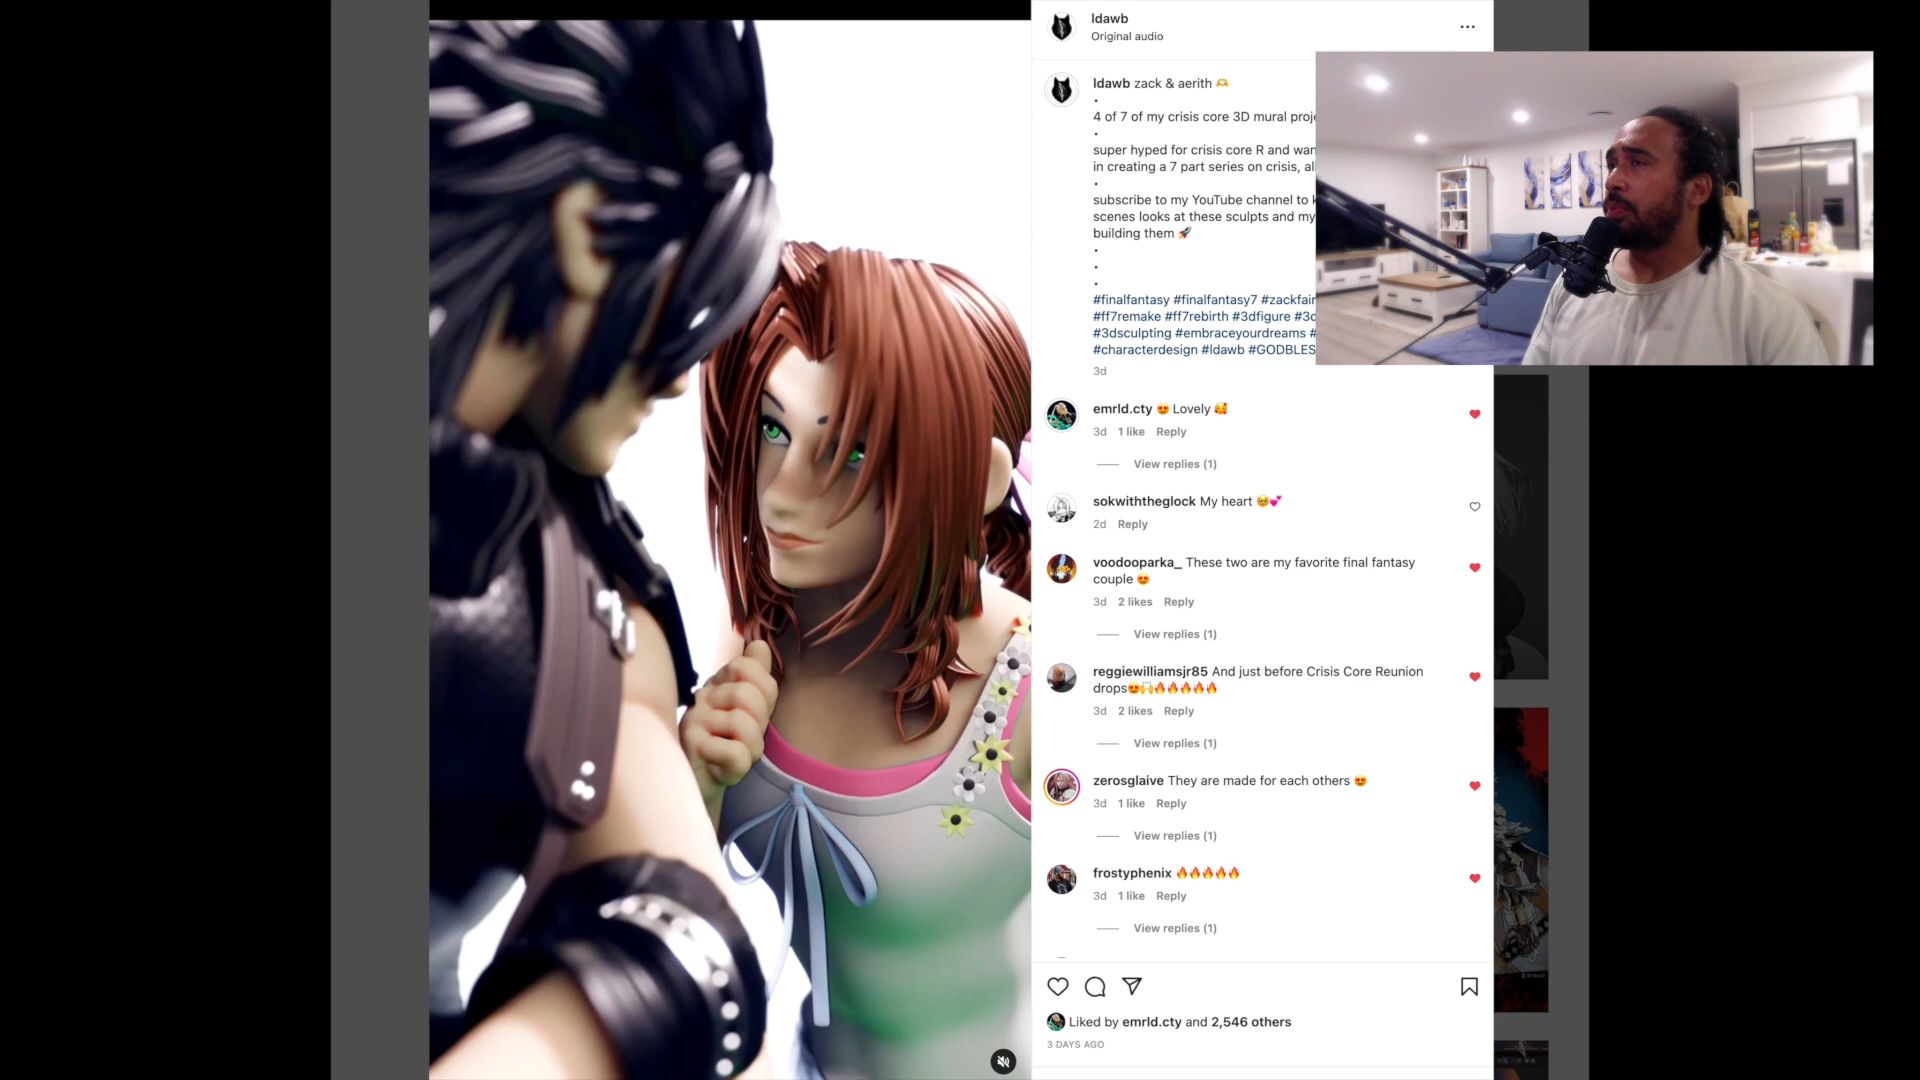 ldawb
Original audio
ldawb zack & aerith 🫶
•
4 of 7 of my crisis core 3D mural
•
super hyped for crisis core R and
in creating a 7 part series on crisis,
•
subscribe to my YouTube channel to
scenes looks at these sculpts and my
building them 🚀
•
•
•
#finalfantasy #finalfantasy7
#ff7remake #ff7rebirth #3dfigure
#3dsculpting #embraceyourdreams
#characterdesign #ldawb
3d
emrld.cty 😍 Lovely 🥰
3d 1 like Reply
View replies (1)
sokwiththeglock My heart 🥹💕
2d Reply
voodooparka_ These two are my favorite final fantasy
couple 😍
3d 2 likes Reply
View replies (1)
reggiewilliamsjr85 And just before Crisis Core Reunion
drops😍🙌🔥🔥🔥🔥🔥
3d 2 likes Reply
View replies (1)
zerosglaive They are made for each others 😍
3d 1 like Reply
View replies (1)
frostyphenix 🔥🔥🔥🔥🔥
3d 1 like Reply
View replies (1)
Liked by emrld.cty and 2,546 others
3 DAYS AGO